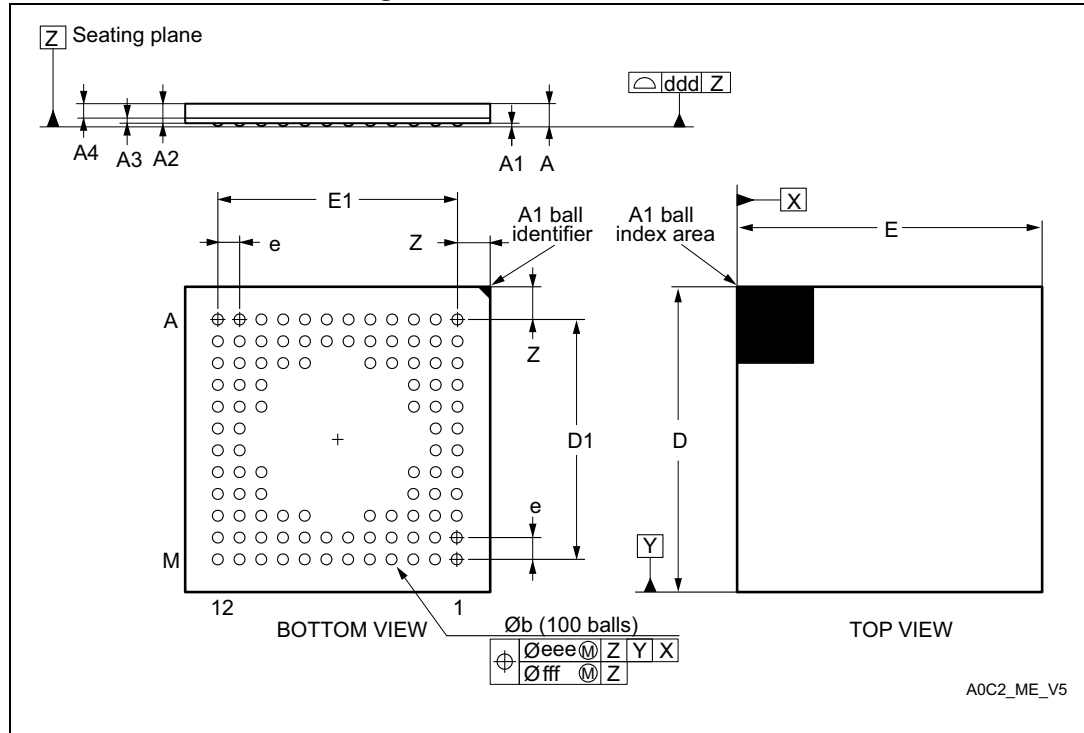 Z Seating plane
ddd Z
A4 A3 A2 A1 A
E1
A1 ball identifier
A1 ball index area
X
e
Z
E
A
Z
D1
D
e
M
Y
12
1
BOTTOM VIEW
Øb (100 balls)
TOP VIEW
Øeee Ⓜ Z Y X
Øfff Ⓜ Z
A0C2_ME_V5